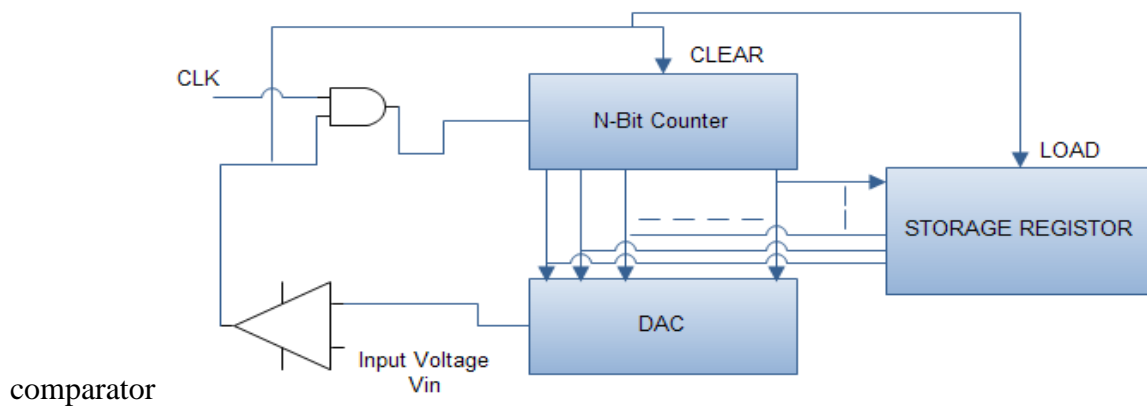 CLEAR
CLK
N-Bit Counter
LOAD
STORAGE REGISTOR
DAC
Input Voltage
Vin
comparator